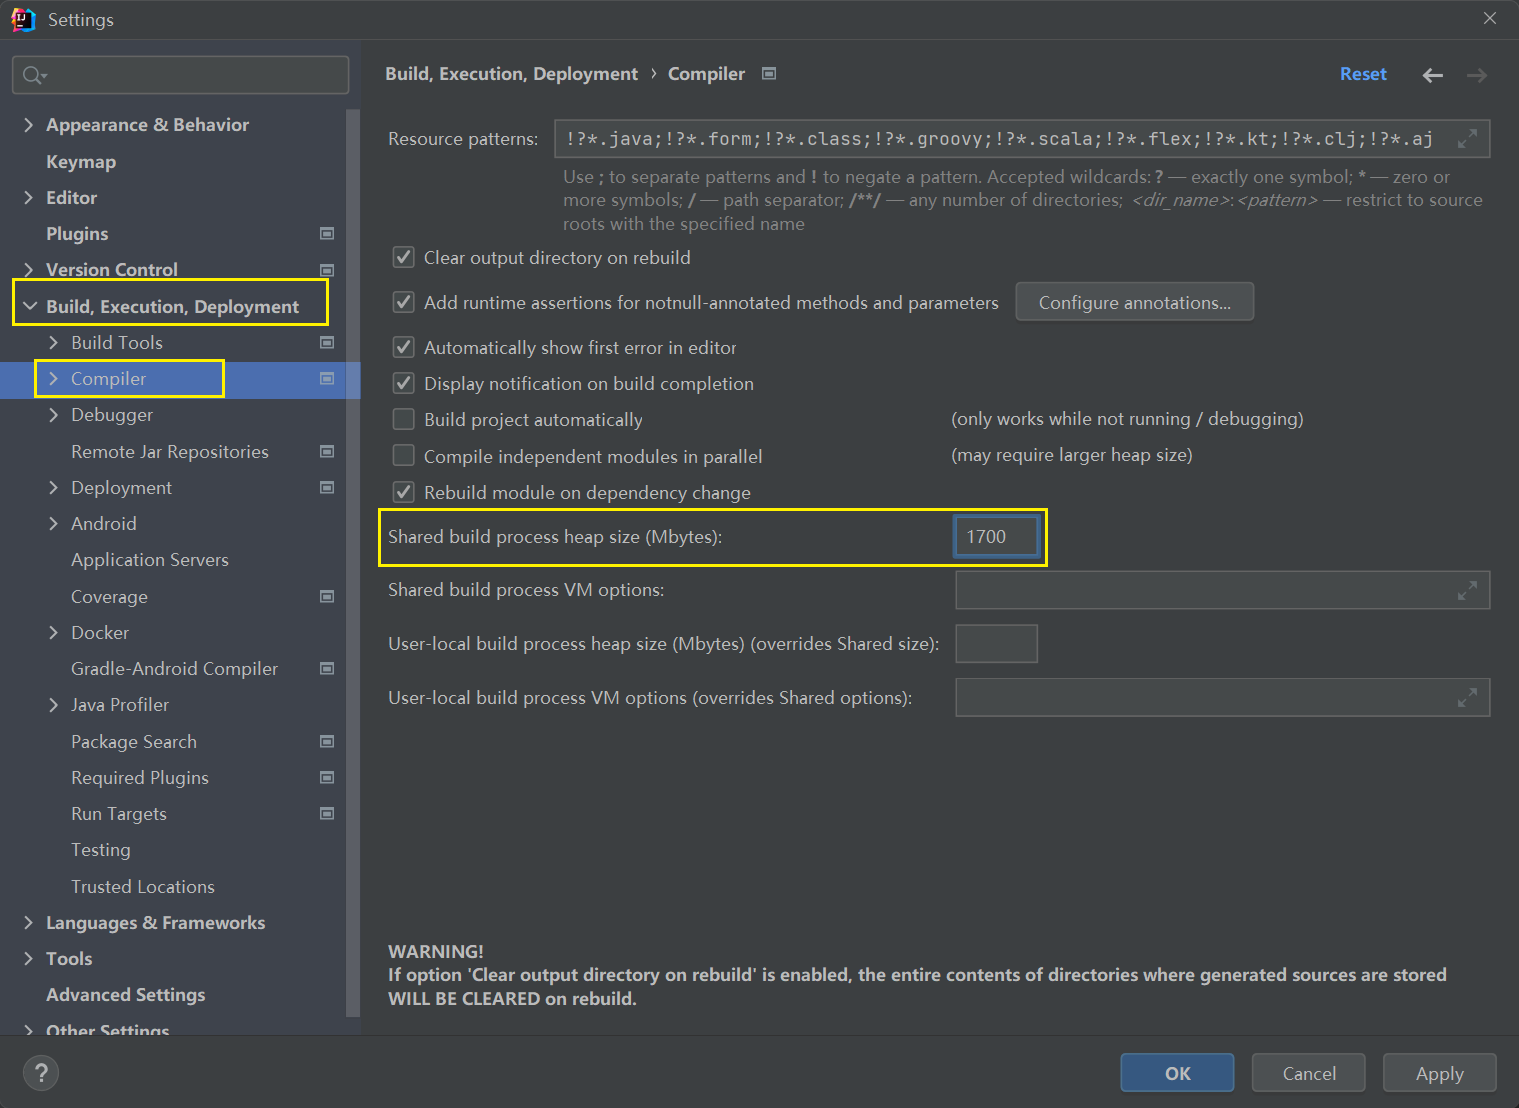 Settings
Appearance & Behavior
Keymap
Editor
Plugins
Version Control
Build, Execution, Deployment
Build Tools
Compiler
Debugger
Remote Jar Repositories
Deployment
Android
Application Servers
Coverage
Docker
Gradle-Android Compiler
Java Profiler
Package Search
Required Plugins
Run Targets
Testing
Trusted Locations
Languages & Frameworks
Tools
Advanced Settings
Other Settings
Build, Execution, Deployment › Compiler
Reset
Resource patterns: !?*.java;!?*.form;!?*.class;!?*.groovy;!?*.scala;!?*.flex;!?*.kt;!?*.clj;!?*.aj
Use ; to separate patterns and ! to negate a pattern. Accepted wildcards: ? — exactly one symbol; * — zero or
more symbols; / — path separator; /**/ — any number of directories; <dir_name>:<pattern> — restrict to source
roots with the specified name
Clear output directory on rebuild
Add runtime assertions for notnull-annotated methods and parameters Configure annotations...
Automatically show first error in editor
Display notification on build completion
Build project automatically (only works while not running / debugging)
Compile independent modules in parallel (may require larger heap size)
Rebuild module on dependency change
Shared build process heap size (Mbytes): 1700
Shared build process VM options:
User-local build process heap size (Mbytes) (overrides Shared size):
User-local build process VM options (overrides Shared options):
WARNING!
If option 'Clear output directory on rebuild' is enabled, the entire contents of directories where generated sources are stored
WILL BE CLEARED on rebuild.
? OK Cancel Apply